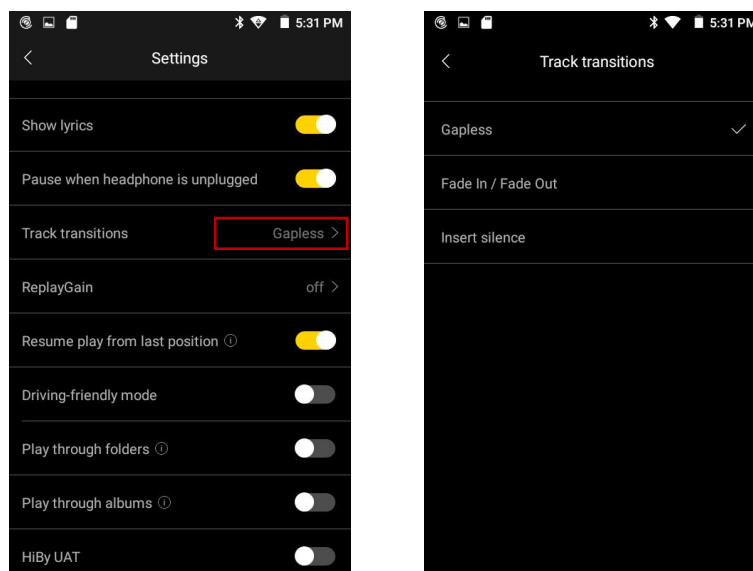 5:31 PM
Settings
Show lyrics
Pause when headphone is unplugged
Track transitions Gapless
ReplayGain off
Resume play from last position
Driving-friendly mode
Play through folders
Play through albums
HiBy UAT
5:31 PM
Track transitions
Gapless
Fade In / Fade Out
Insert silence